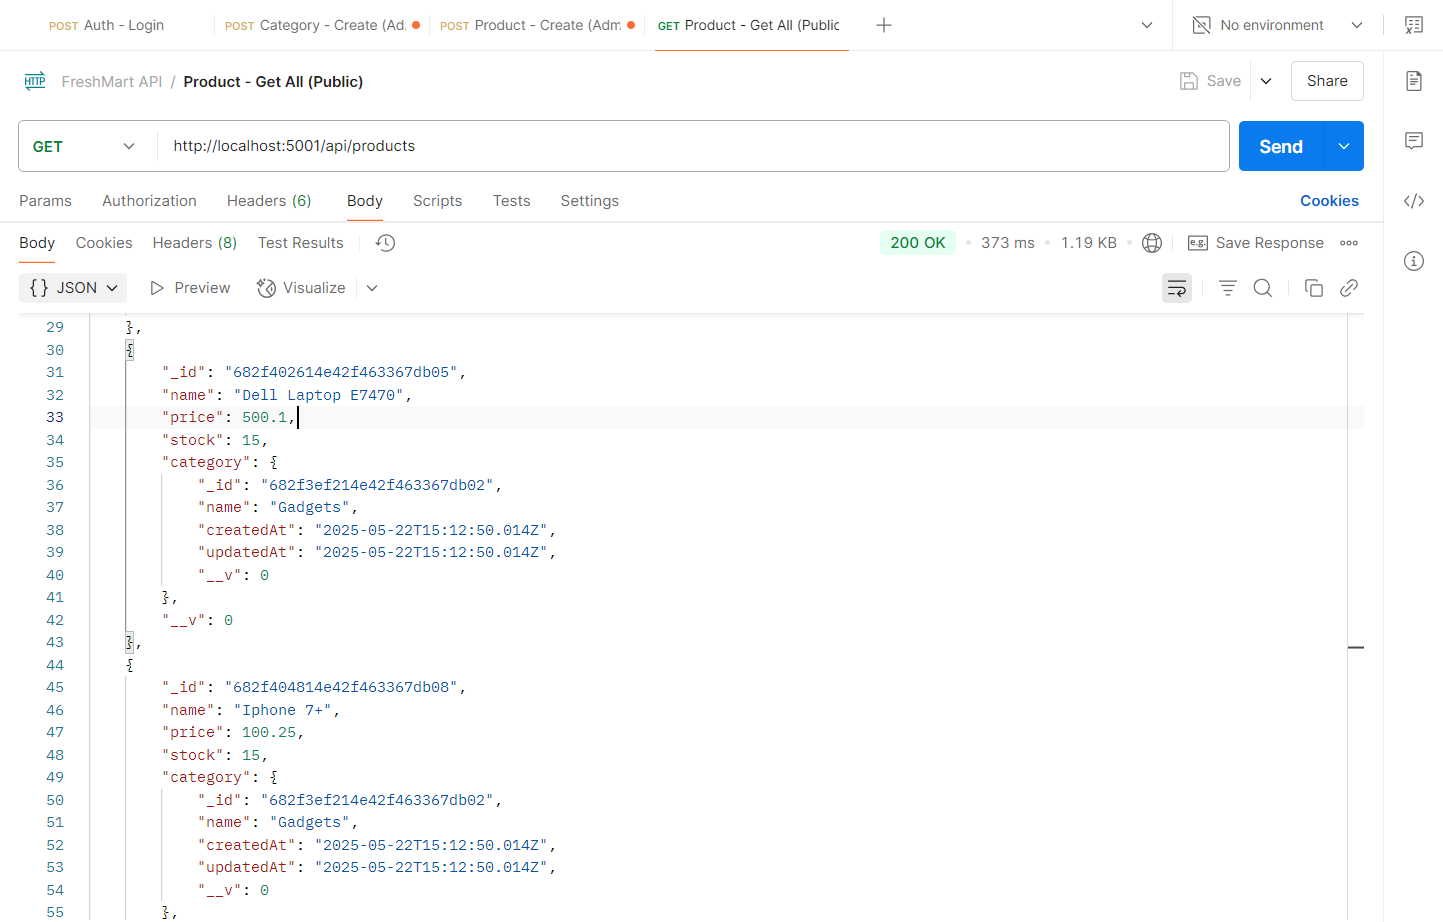 POST Auth - Login
POST Category - Create (Ad.
POST Product - Create (Adm
GET Product - Get All (Public
No environment
HTTP FreshMart API / Product - Get All (Public)
Save
Share
GET http://localhost:5001/api/products
Send
Params Authorization Headers (6) Body Scripts Tests Settings Cookies
Body Cookies Headers (8) Test Results
200 OK • 373 ms • 1.19 KB • e.g. Save Response
{} JSON Preview Visualize
29 },
30 {
31 "_id": "682f402614e42f463367db05",
32 "name": "Dell Laptop E7470",
33 "price": 500.1,
34 "stock": 15,
35 "category": {
36 "_id": "682f3ef214e42f463367db02",
37 "name": "Gadgets",
38 "createdAt": "2025-05-22T15:12:50.014Z",
39 "updatedAt": "2025-05-22T15:12:50.014Z",
40 "__v": 0
41 },
42 "__v": 0
43 },
44 {
45 "_id": "682f404814e42f463367db08",
46 "name": "Iphone 7+",
47 "price": 100.25,
48 "stock": 15,
49 "category": {
50 "_id": "682f3ef214e42f463367db02",
51 "name": "Gadgets",
52 "createdAt": "2025-05-22T15:12:50.014Z",
53 "updatedAt": "2025-05-22T15:12:50.014Z",
54 "__v": 0
55 },